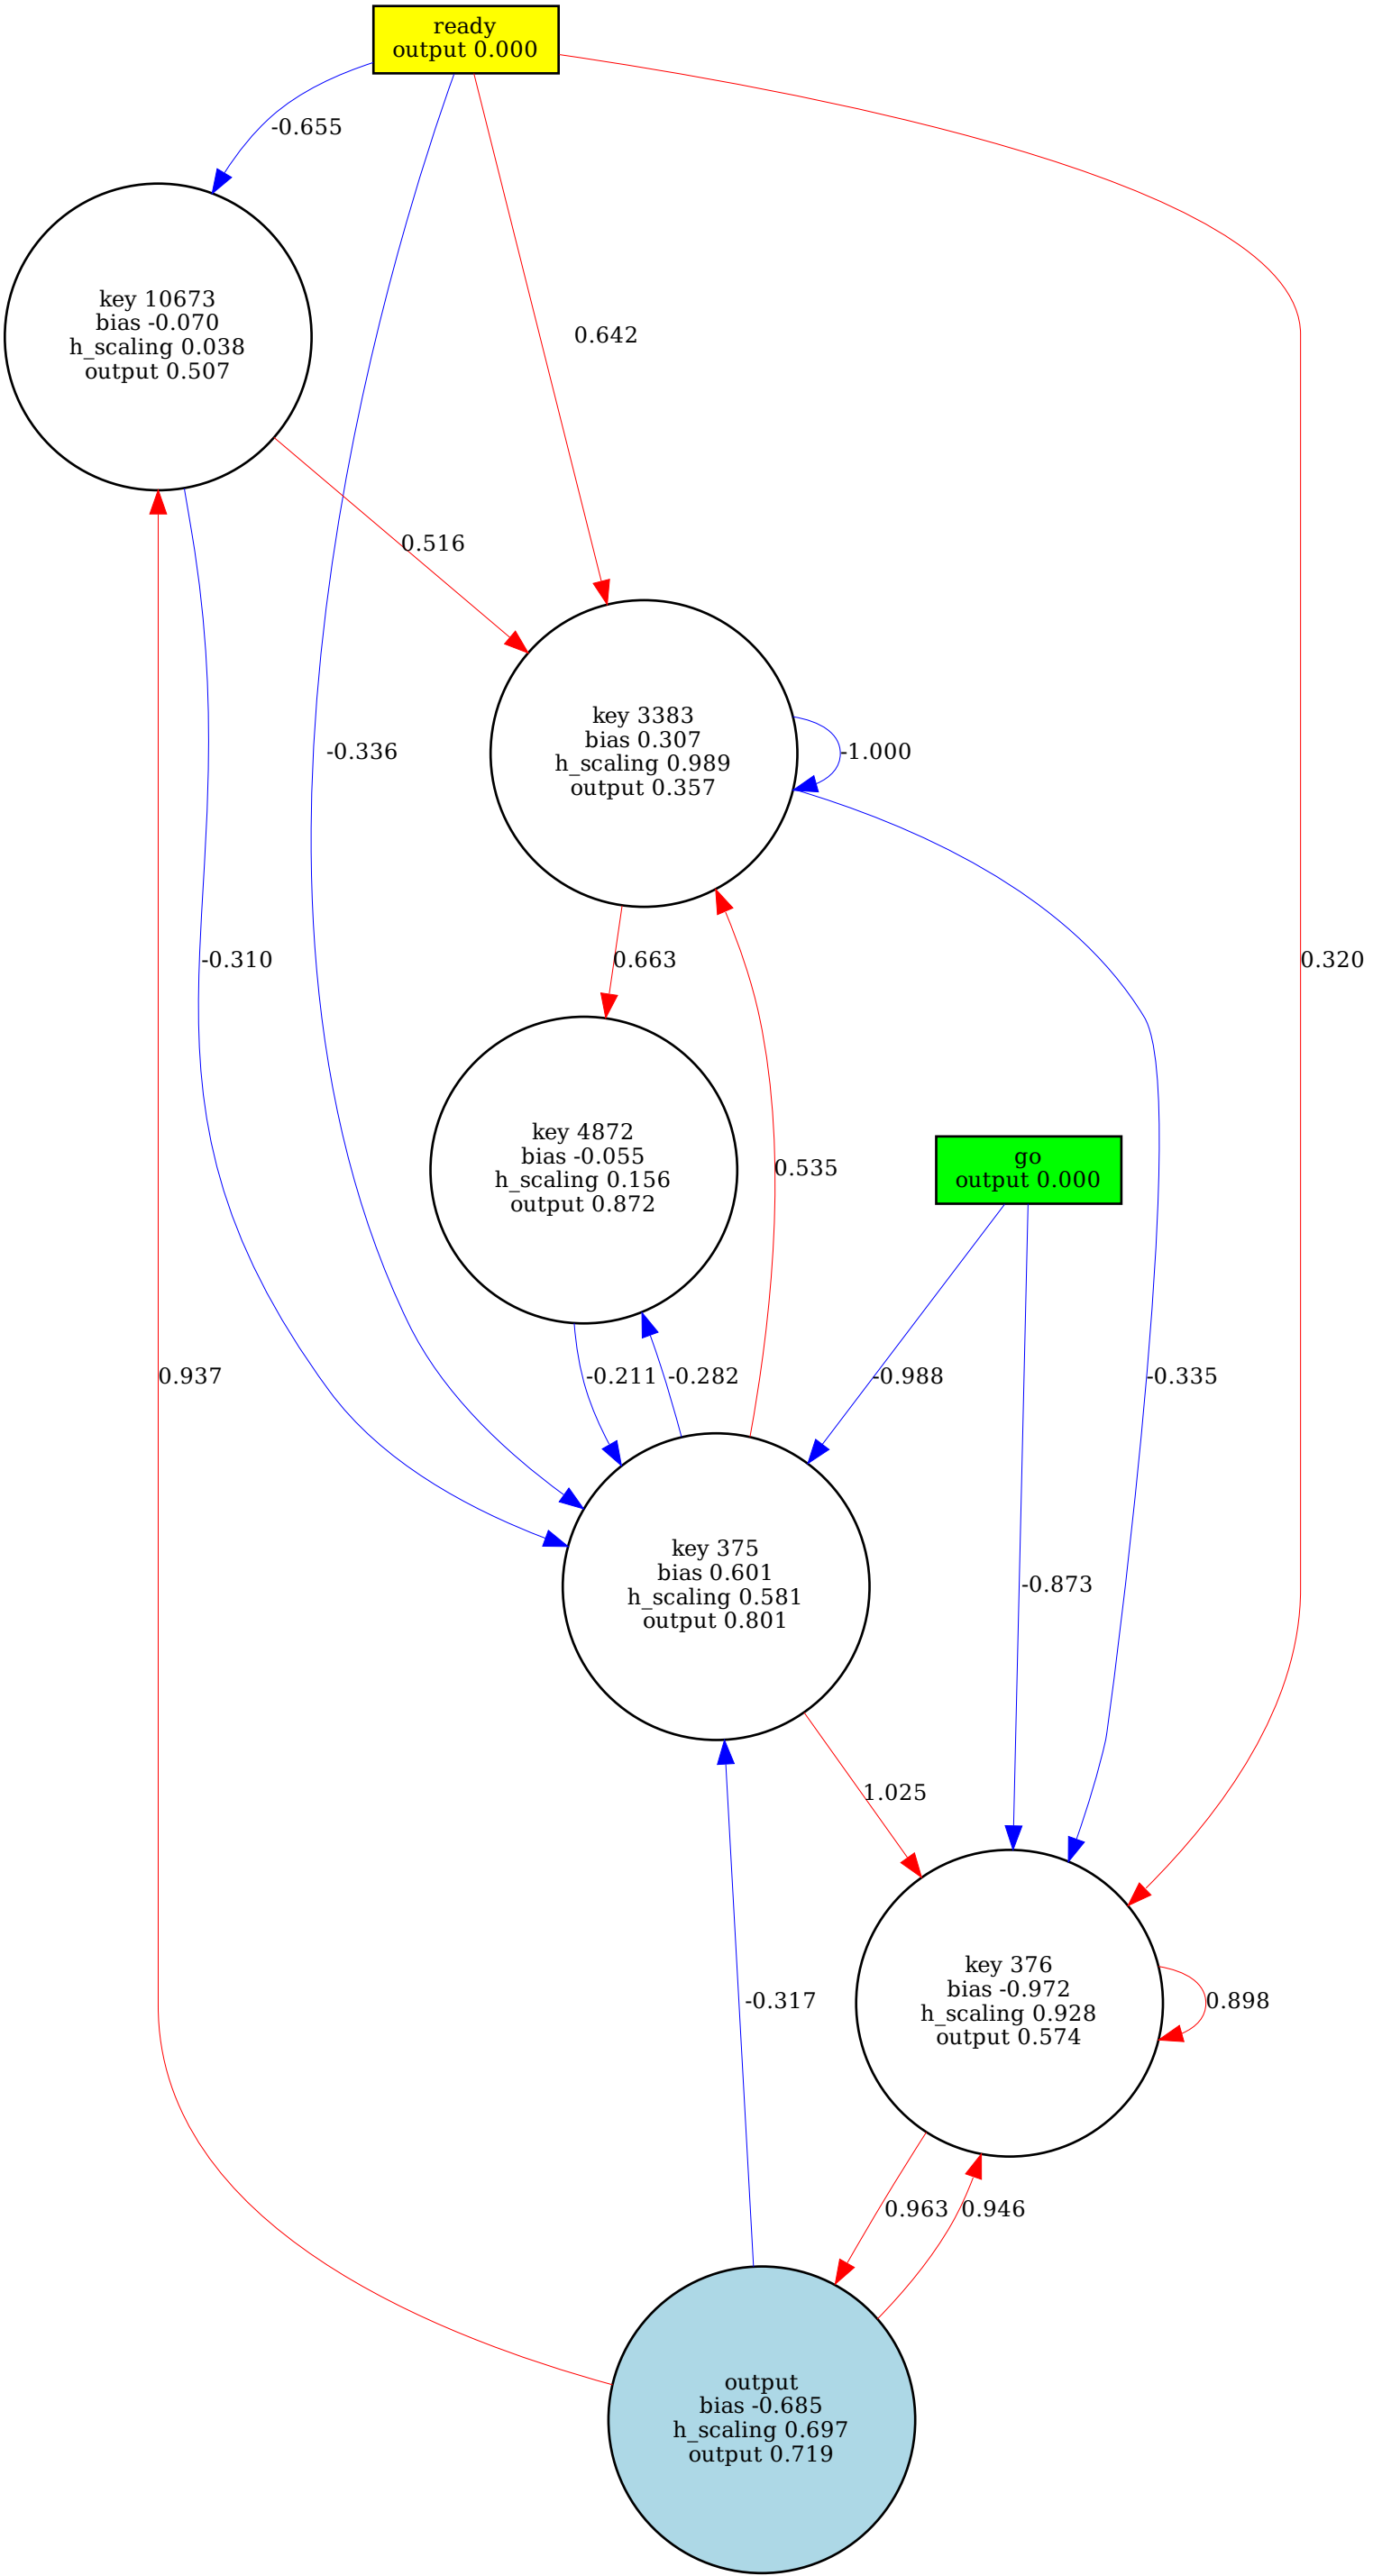 ready
output 0.000
-0.655
key 10673
bias -0.070
h_scaling 0.038
output 0.507
0.642
0.516
key 3383
bias 0.307
h_scaling 0.989
output 0.357
-1.000
-0.336
-0.310
0.663
0.320
key 4872
bias -0.055
h_scaling 0.156
output 0.872
go
output 0.000
0.535
0.937
-0.211
-0.282
-0.988
-0.335
key 375
bias 0.601
h_scaling 0.581
output 0.801
-0.873
1.025
key 376
bias -0.972
h_scaling 0.928
output 0.574
0.898
-0.317
0.963
0.946
output
bias -0.685
h_scaling 0.697
output 0.719